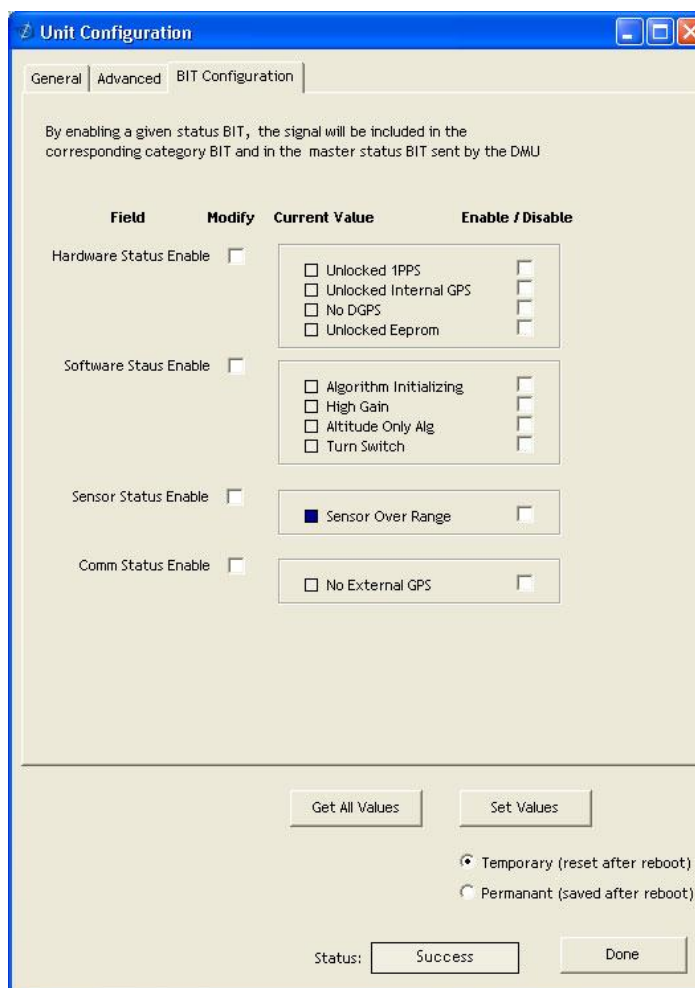 Unit Configuration
General Advanced BIT Configuration
By enabling a given status BIT, the signal will be included in the
corresponding category BIT and in the master status BIT sent by the DMU
Field Modify Current Value Enable / Disable
Hardware Status Enable
Unlocked 1PPS
Unlocked Internal GPS
No DGPS
Unlocked Eeprom
Software Staus Enable
Algorithm Initializing
High Gain
Altitude Only Alg
Turn Switch
Sensor Status Enable
Sensor Over Range
Comm Status Enable
No External GPS
Get All Values Set Values
Temporary (reset after reboot)
Permanant (saved after reboot)
Status: Success Done